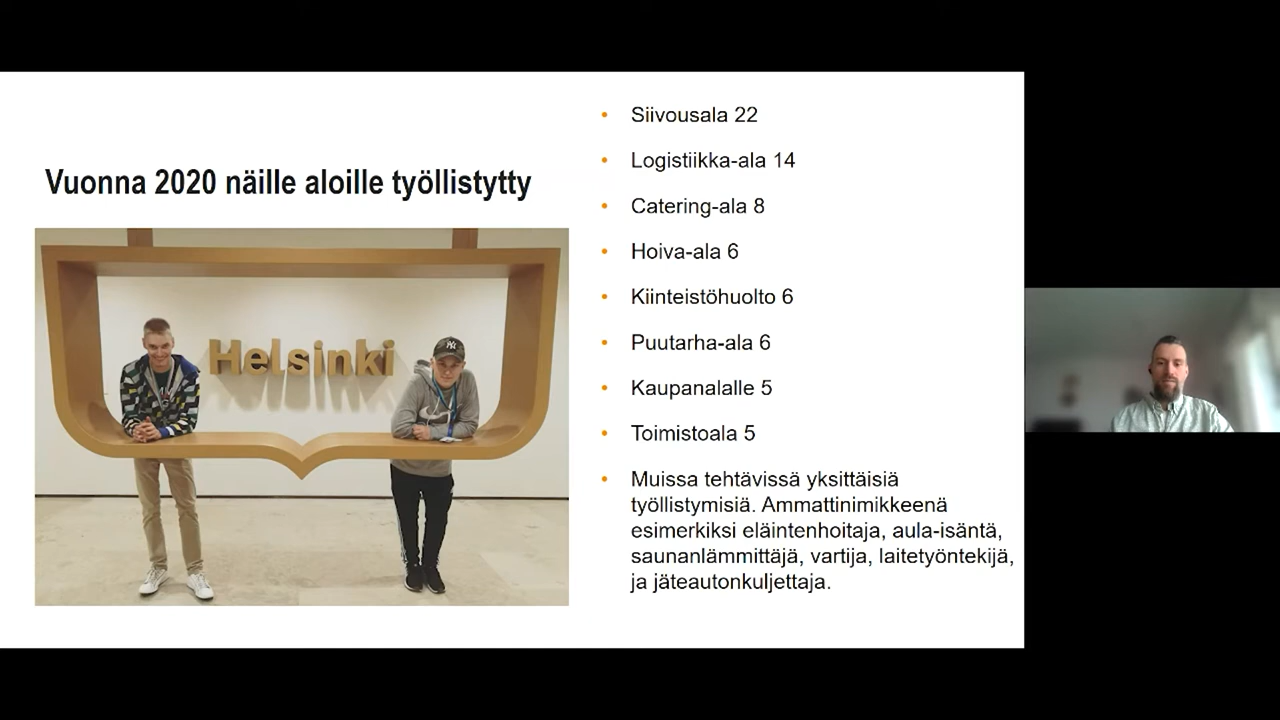 Vuonna 2020 näille aloille työllistytty
Helsinki
NY
Siivousala 22
Logistiikka-ala 14
Catering-ala 8
Hoiva-ala 6
Kiinteistöhuolto 6
Puutarha-ala 6
Kaupanalalle 5
Toimistoala 5
Muissa tehtävissä yksittäisiä
työllistymisiä. Ammattinimikkeenä
esimerkiksi eläintenhoitaja, aula-isäntä,
saunanlämmittäjä, vartija, laitetyöntekijä,
ja jäteautonkuljettaja.